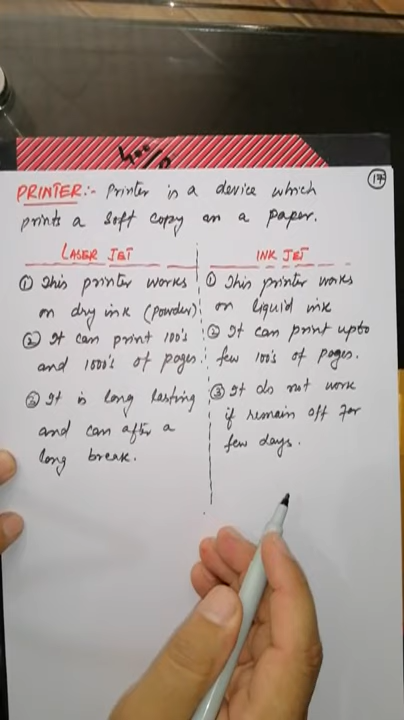 17
PRINTER:- Printer is a device which
prints a soft copy on a paper.
LASER JET
① This printer works
on dry ink (powder)
② It can print 100's
and 1000's of pages.
③ It is long lasting
and can after a
long break.
INK JET
① This printer works
on liquid ink
② It can print upto
few 100's of pages.
③ It do not work
if remain off for
few days.